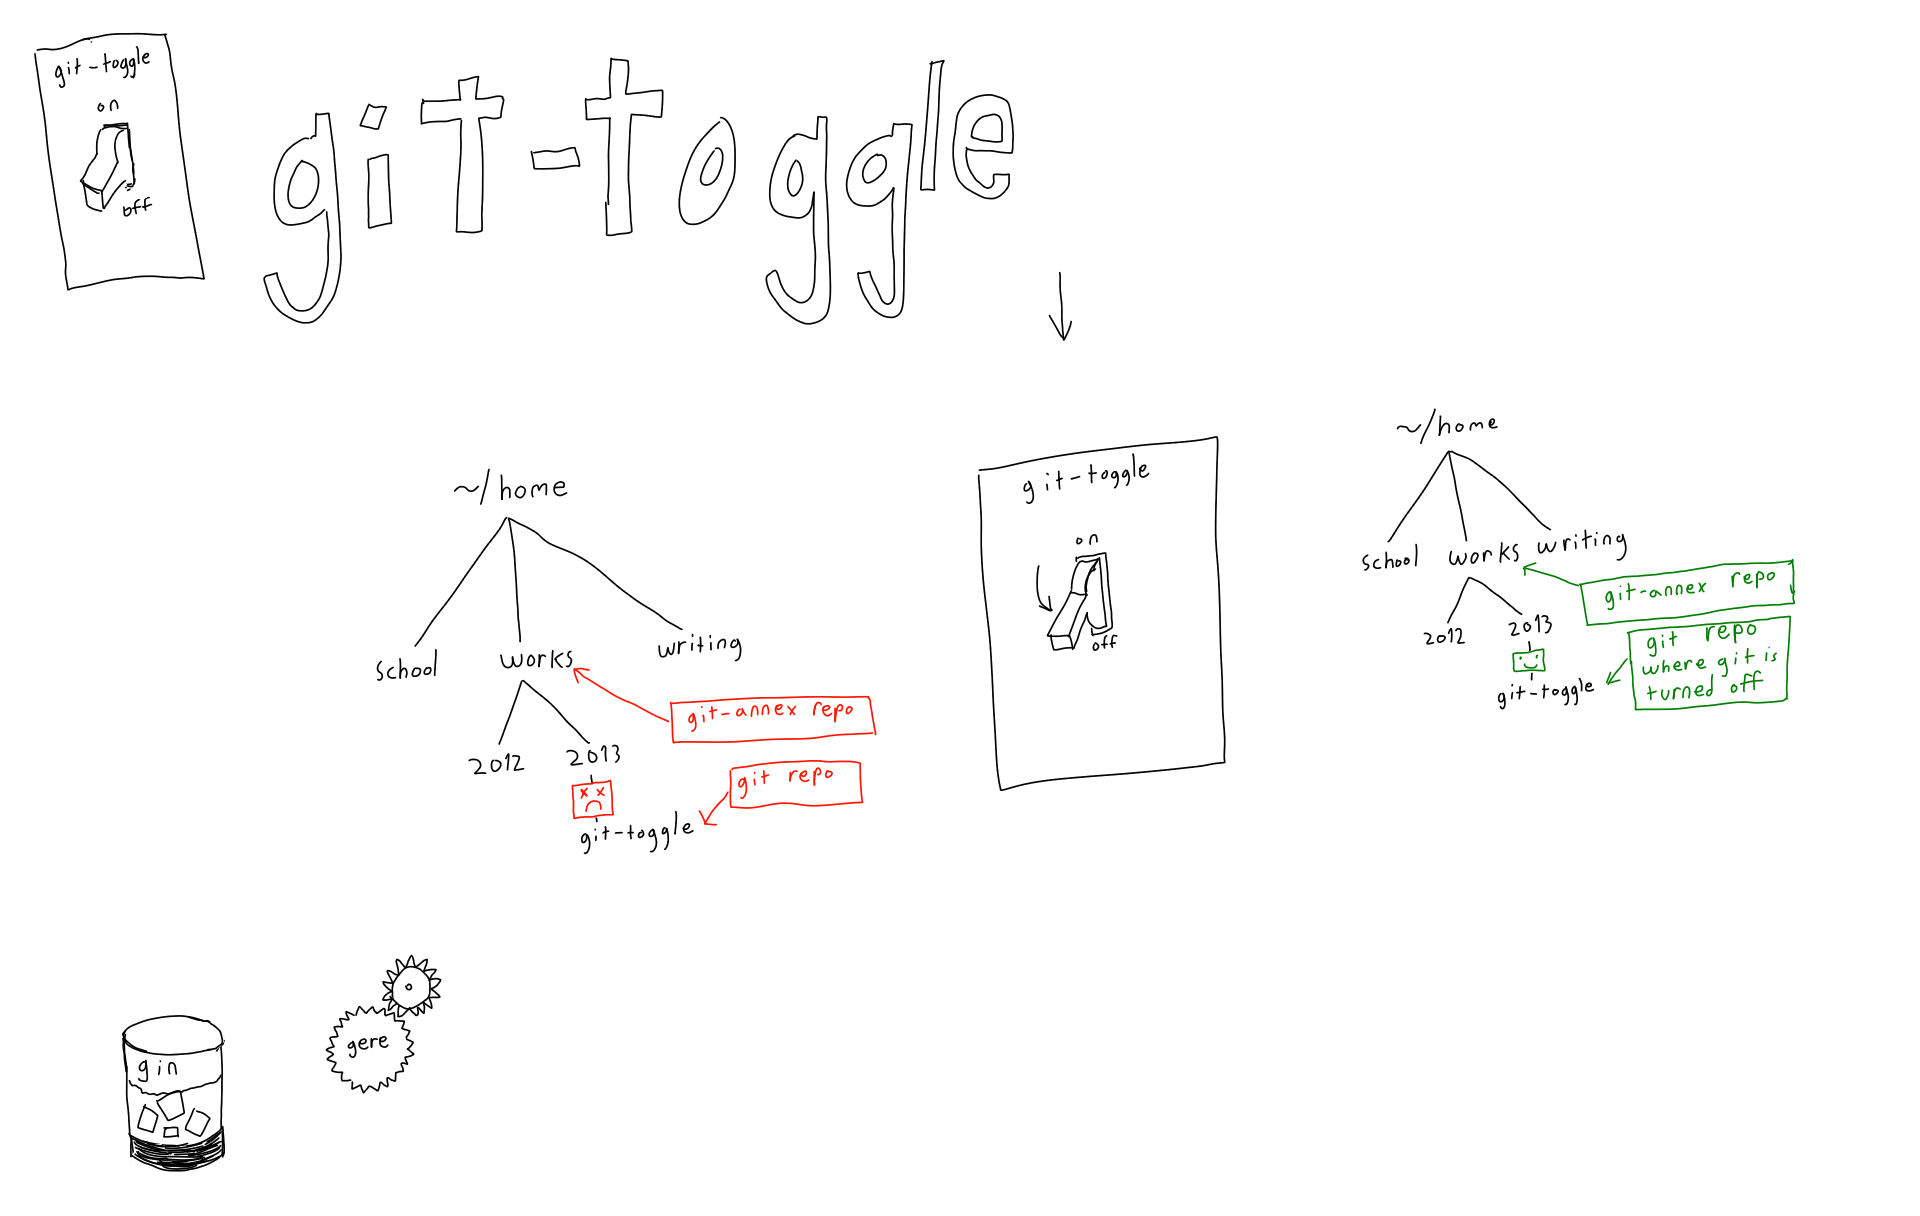 git-toggle
on
off
git-toggle
~/home
school
works
writing
git-annex repo
2012
2013
git repo
git-toggle
git-toggle
on
off
~/home
school
works
writing
git-annex repo
2012
2013
git repo
where git is
turned off
git-toggle
gin
gere